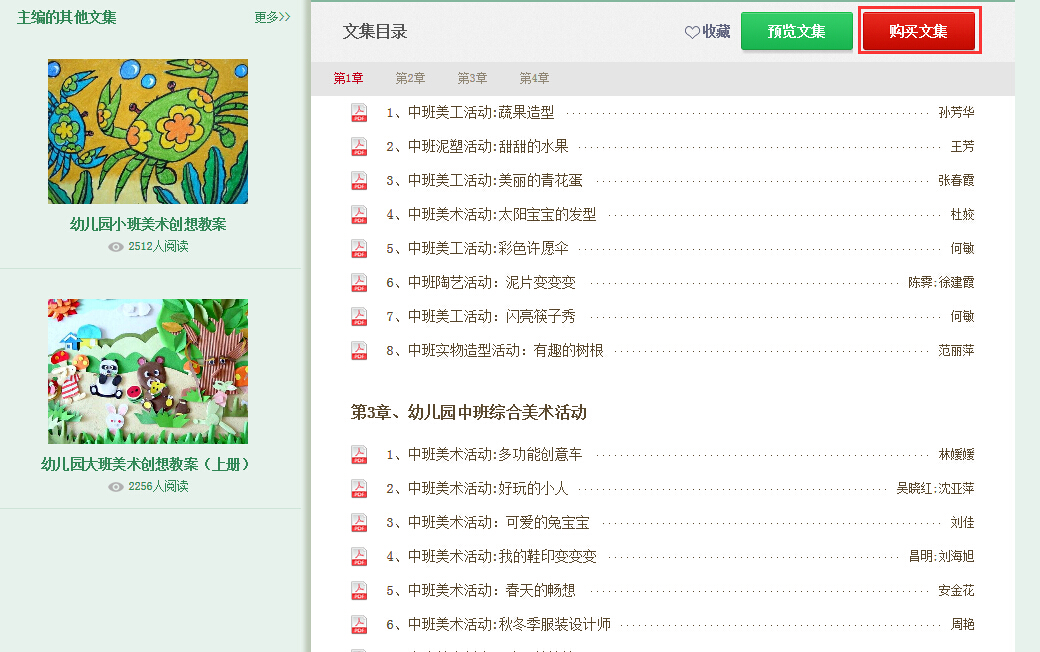 主编的其他文集
更多>>
幼儿园小班美术创想教案
2512人阅读
幼儿园大班美术创想教案（上册）
2256人阅读
文集目录
收藏
预览文集
购买文集
第1章 第2章 第3章 第4章
1、中班美工活动:蔬果造型 孙芳华
2、中班泥塑活动:甜甜的水果 王芳
3、中班美工活动:美丽的青花蛋 张春霞
4、中班美术活动:太阳宝宝的发型 杜姣
5、中班美工活动:彩色许愿伞 何敏
6、中班陶艺活动：泥片变变变 陈霁;徐建霞
7、中班美工活动：闪亮筷子秀 何敏
8、中班实物造型活动：有趣的树根 范丽萍
第3章、幼儿园中班综合美术活动
1、中班美术活动:多功能创意车 林媛媛
2、中班美术活动:好玩的小人 吴晓红;沈亚萍
3、中班美术活动：可爱的兔宝宝 刘佳
4、中班美术活动:我的鞋印变变变 昌明;刘海旭
5、中班美术活动：春天的畅想 安金花
6、中班美术活动:秋冬季服装设计师 周艳